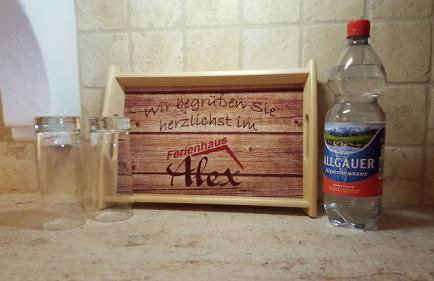 Wir begrüßen Sie
herzlichst im
Ferienhaus
Alex
ALLGÄUER
Alpenwasser